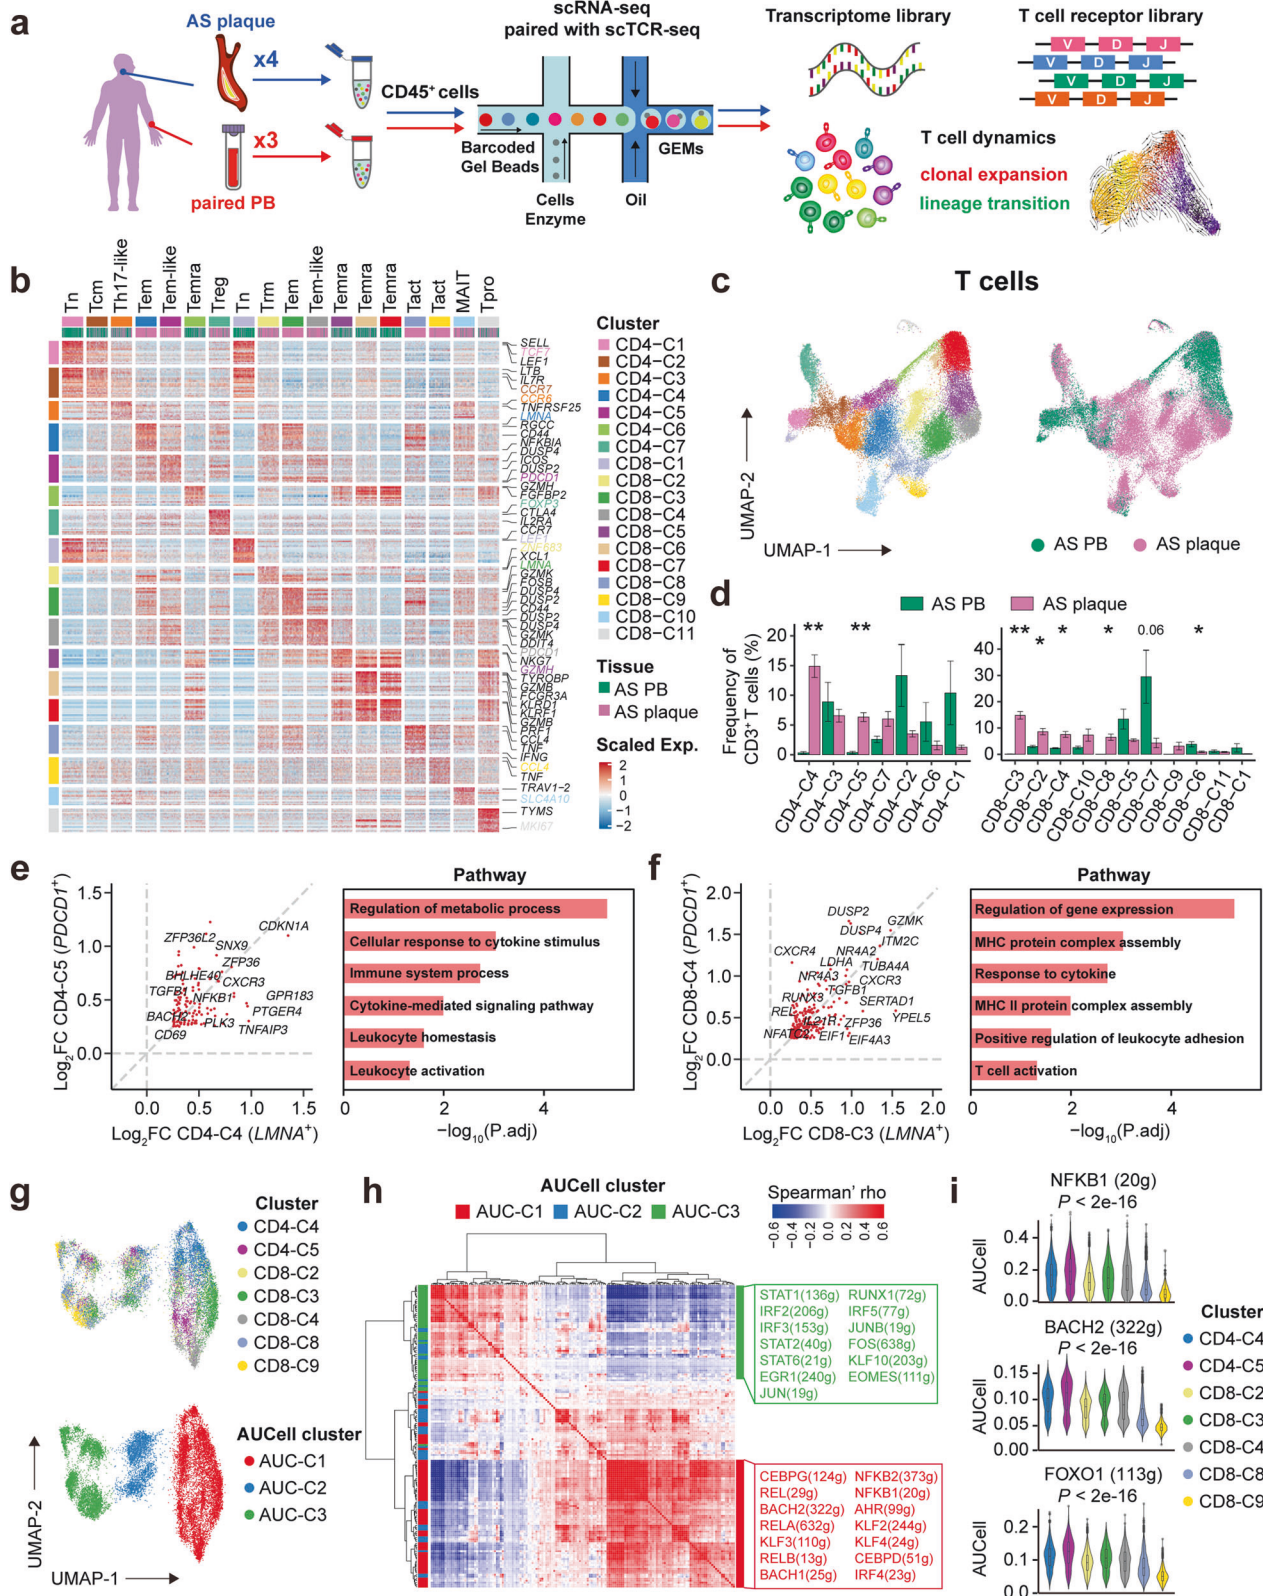 a
AS plaque
x4
x3
paired PB
CD45+ cells
scRNA-seq
paired with scTCR-seq
Barcoded
Gel Beads
Cells
Enzyme
Oil
GEMs
Transcriptome library
T cell receptor library
V D J
V D J
V D J
V D J
T cell dynamics
clonal expansion
lineage transition
b
Tn
Tcm
Th17-like
Tem
Tem-like
Temra
Treg
Tn
Trm
Tem
Tem-like
Temra
Temra
Temra
Tact
Tact
MAIT
Tpro
SELL
TCF7
LEF1
LTB
IL7R
CCR7
CCR6
TNFRSF25
LMNA
RGCC
CD44
NFKBIA
DUSP4
ICOS
DUSP2
PDCD1
GZMH
FGFBP2
FOXP3
CTLA4
IL2RA
CCR7
LEF1
ZNF683
XCL1
LMNA
GZMK
FOSB
DUSP4
DUSP2
CD44
DUSP2
DUSP4
GZMK
DDIT4
PDCD1
NKG7
GZMH
TYROBP
GZMB
FCGR3A
KLRD1
KLRF1
GZMB
PRF1
CCL4
TNF
IFNG
CCL4
TNF
TRAV1-2
SLC4A10
TYMS
MKI67
Cluster
CD4-C1
CD4-C2
CD4-C3
CD4-C4
CD4-C5
CD4-C6
CD4-C7
CD8-C1
CD8-C2
CD8-C3
CD8-C4
CD8-C5
CD8-C6
CD8-C7
CD8-C8
CD8-C9
CD8-C10
CD8-C11
Tissue
AS PB
AS plaque
Scaled Exp.
2
1
0
−1
−2
c
T cells
UMAP-2
UMAP-1
AS PB
AS plaque
d
AS PB
AS plaque
Frequency of
CD3+ T cells (%)
20
15
10
5
0
** **
CD4-C4
CD4-C3
CD4-C5
CD4-C7
CD4-C2
CD4-C6
CD4-C1
40
30
20
10
0
** * * * 0.06 *
CD8-C3
CD8-C2
CD8-C4
CD8-C10
CD8-C8
CD8-C5
CD8-C7
CD8-C9
CD8-C6
CD8-C11
CD8-C1
e
Log2FC CD4-C5 (PDCD1+)
1.5
1.0
0.5
0.0
CDKN1A
ZFP36L2
SNX9
ZFP36
BHLHE40
CXCR3
TGFB1
NFKB1
GPR183
PTGER4
BACH2
PLK3
TNFAIP3
CD69
0.0 0.5 1.0 1.5
Log2FC CD4-C4 (LMNA+)
Pathway
Regulation of metabolic process
Cellular response to cytokine stimulus
Immune system process
Cytokine-mediated signaling pathway
Leukocyte homestasis
Leukocyte activation
0 2 4
−log10(P.adj)
f
Log2FC CD8-C4 (PDCD1+)
2.0
1.5
1.0
0.5
0.0
DUSP2
GZMK
DUSP4
ITM2C
CXCR4
NR4A2
LDHA
TUBA4A
NR4A3
CXCR3
TGFB1
RUNX3
SERTAD1
REL
YPEL5
IL21R
ZFP36
NFATC2
EIF1
EIF4A3
0.0 0.5 1.0 1.5 2.0
Log2FC CD8-C3 (LMNA+)
Pathway
Regulation of gene expression
MHC protein complex assembly
Response to cytokine
MHC II protein complex assembly
Positive regulation of leukocyte adhesion
T cell activation
0 2 4
−log10(P.adj)
g
Cluster
CD4-C4
CD4-C5
CD8-C2
CD8-C3
CD8-C4
CD8-C8
CD8-C9
AUCell cluster
AUC-C1
AUC-C2
AUC-C3
UMAP-2
UMAP-1
h
AUCell cluster
AUC-C1 AUC-C2 AUC-C3
Spearman' rho
−0.6 −0.4 −0.2 0.0 0.2 0.4 0.6
STAT1(136g) RUNX1(72g)
IRF2(206g) IRF5(77g)
IRF3(153g) JUNB(19g)
STAT2(40g) FOS(638g)
STAT6(21g) KLF10(203g)
EGR1(240g) EOMES(111g)
JUN(19g)
CEBPG(124g) NFKB2(373g)
REL(29g) NFKB1(20g)
BACH2(322g) AHR(99g)
RELA(632g) KLF2(244g)
KLF3(110g) KLF4(24g)
RELB(13g) CEBPD(51g)
BACH1(25g) IRF4(23g)
i
NFKB1 (20g)
P < 2e-16
AUCell
0.4
0.2
0.0
BACH2 (322g)
P < 2e-16
AUCell
0.15
0.10
0.05
0.00
FOXO1 (113g)
P < 2e-16
AUCell
0.2
0.1
0.0
Cluster
CD4-C4
CD4-C5
CD8-C2
CD8-C3
CD8-C4
CD8-C8
CD8-C9